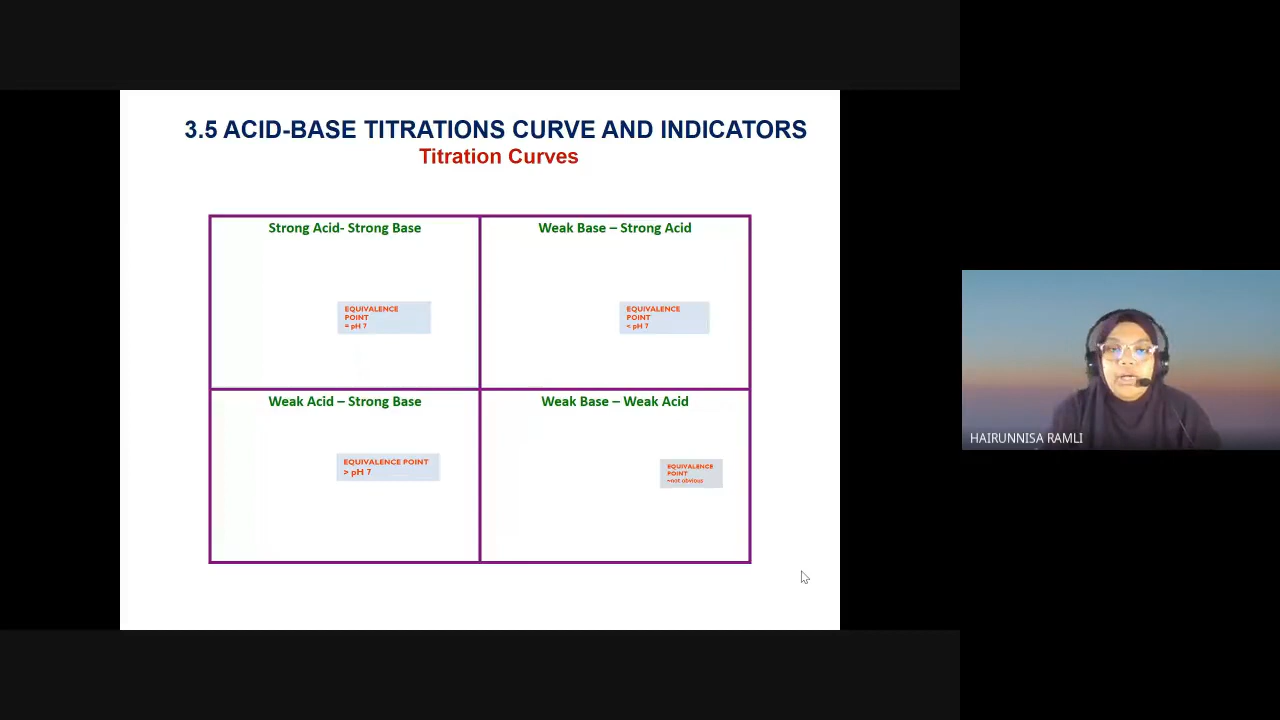 3.5 ACID-BASE TITRATIONS CURVE AND INDICATORS
Titration Curves
Strong Acid- Strong Base
EQUIVALENCE
POINT
= pH 7
Weak Base – Strong Acid
EQUIVALENCE
POINT
< pH 7
Weak Acid – Strong Base
EQUIVALENCE POINT
> pH 7
Weak Base – Weak Acid
EQUIVALENCE
POINT
~not obvious
HAIRUNNISA RAMLI